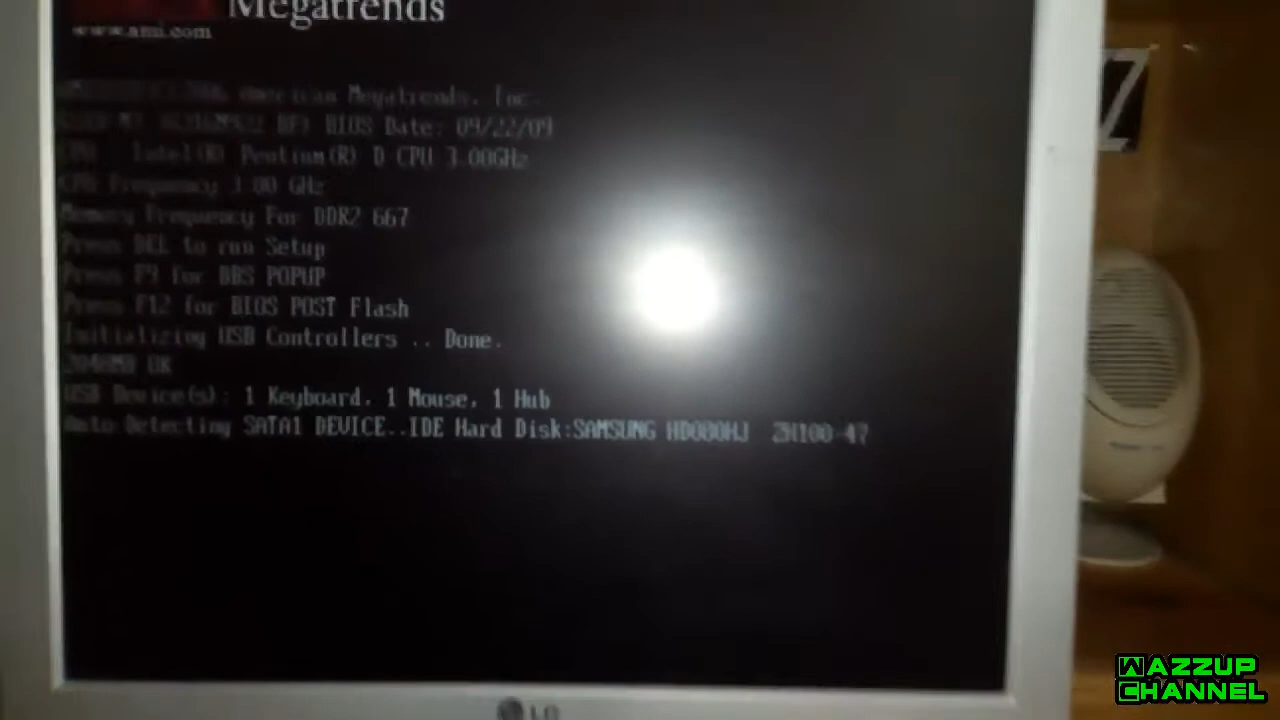 Megatrends
www.ami.com
American Megatrends, Inc.
BIOS Date: 09/22/09
CPU : Intel(R) Pentium(R) D CPU 3.00GHz
CPU Frequency 3.00 GHz
Memory Frequency For DDR2 667
Press DEL to run Setup
Press F9 for BBS POPUP
Press F12 for BIOS POST Flash
Initializing USB Controllers .. Done.
2048MB OK
USB Device(s): 1 Keyboard, 1 Mouse, 1 Hub
Auto Detecting SATA1 DEVICE..IDE Hard Disk:SAMSUNG HD080HJ ZH100-47
LG
Z
WAZZUP
CHANNEL